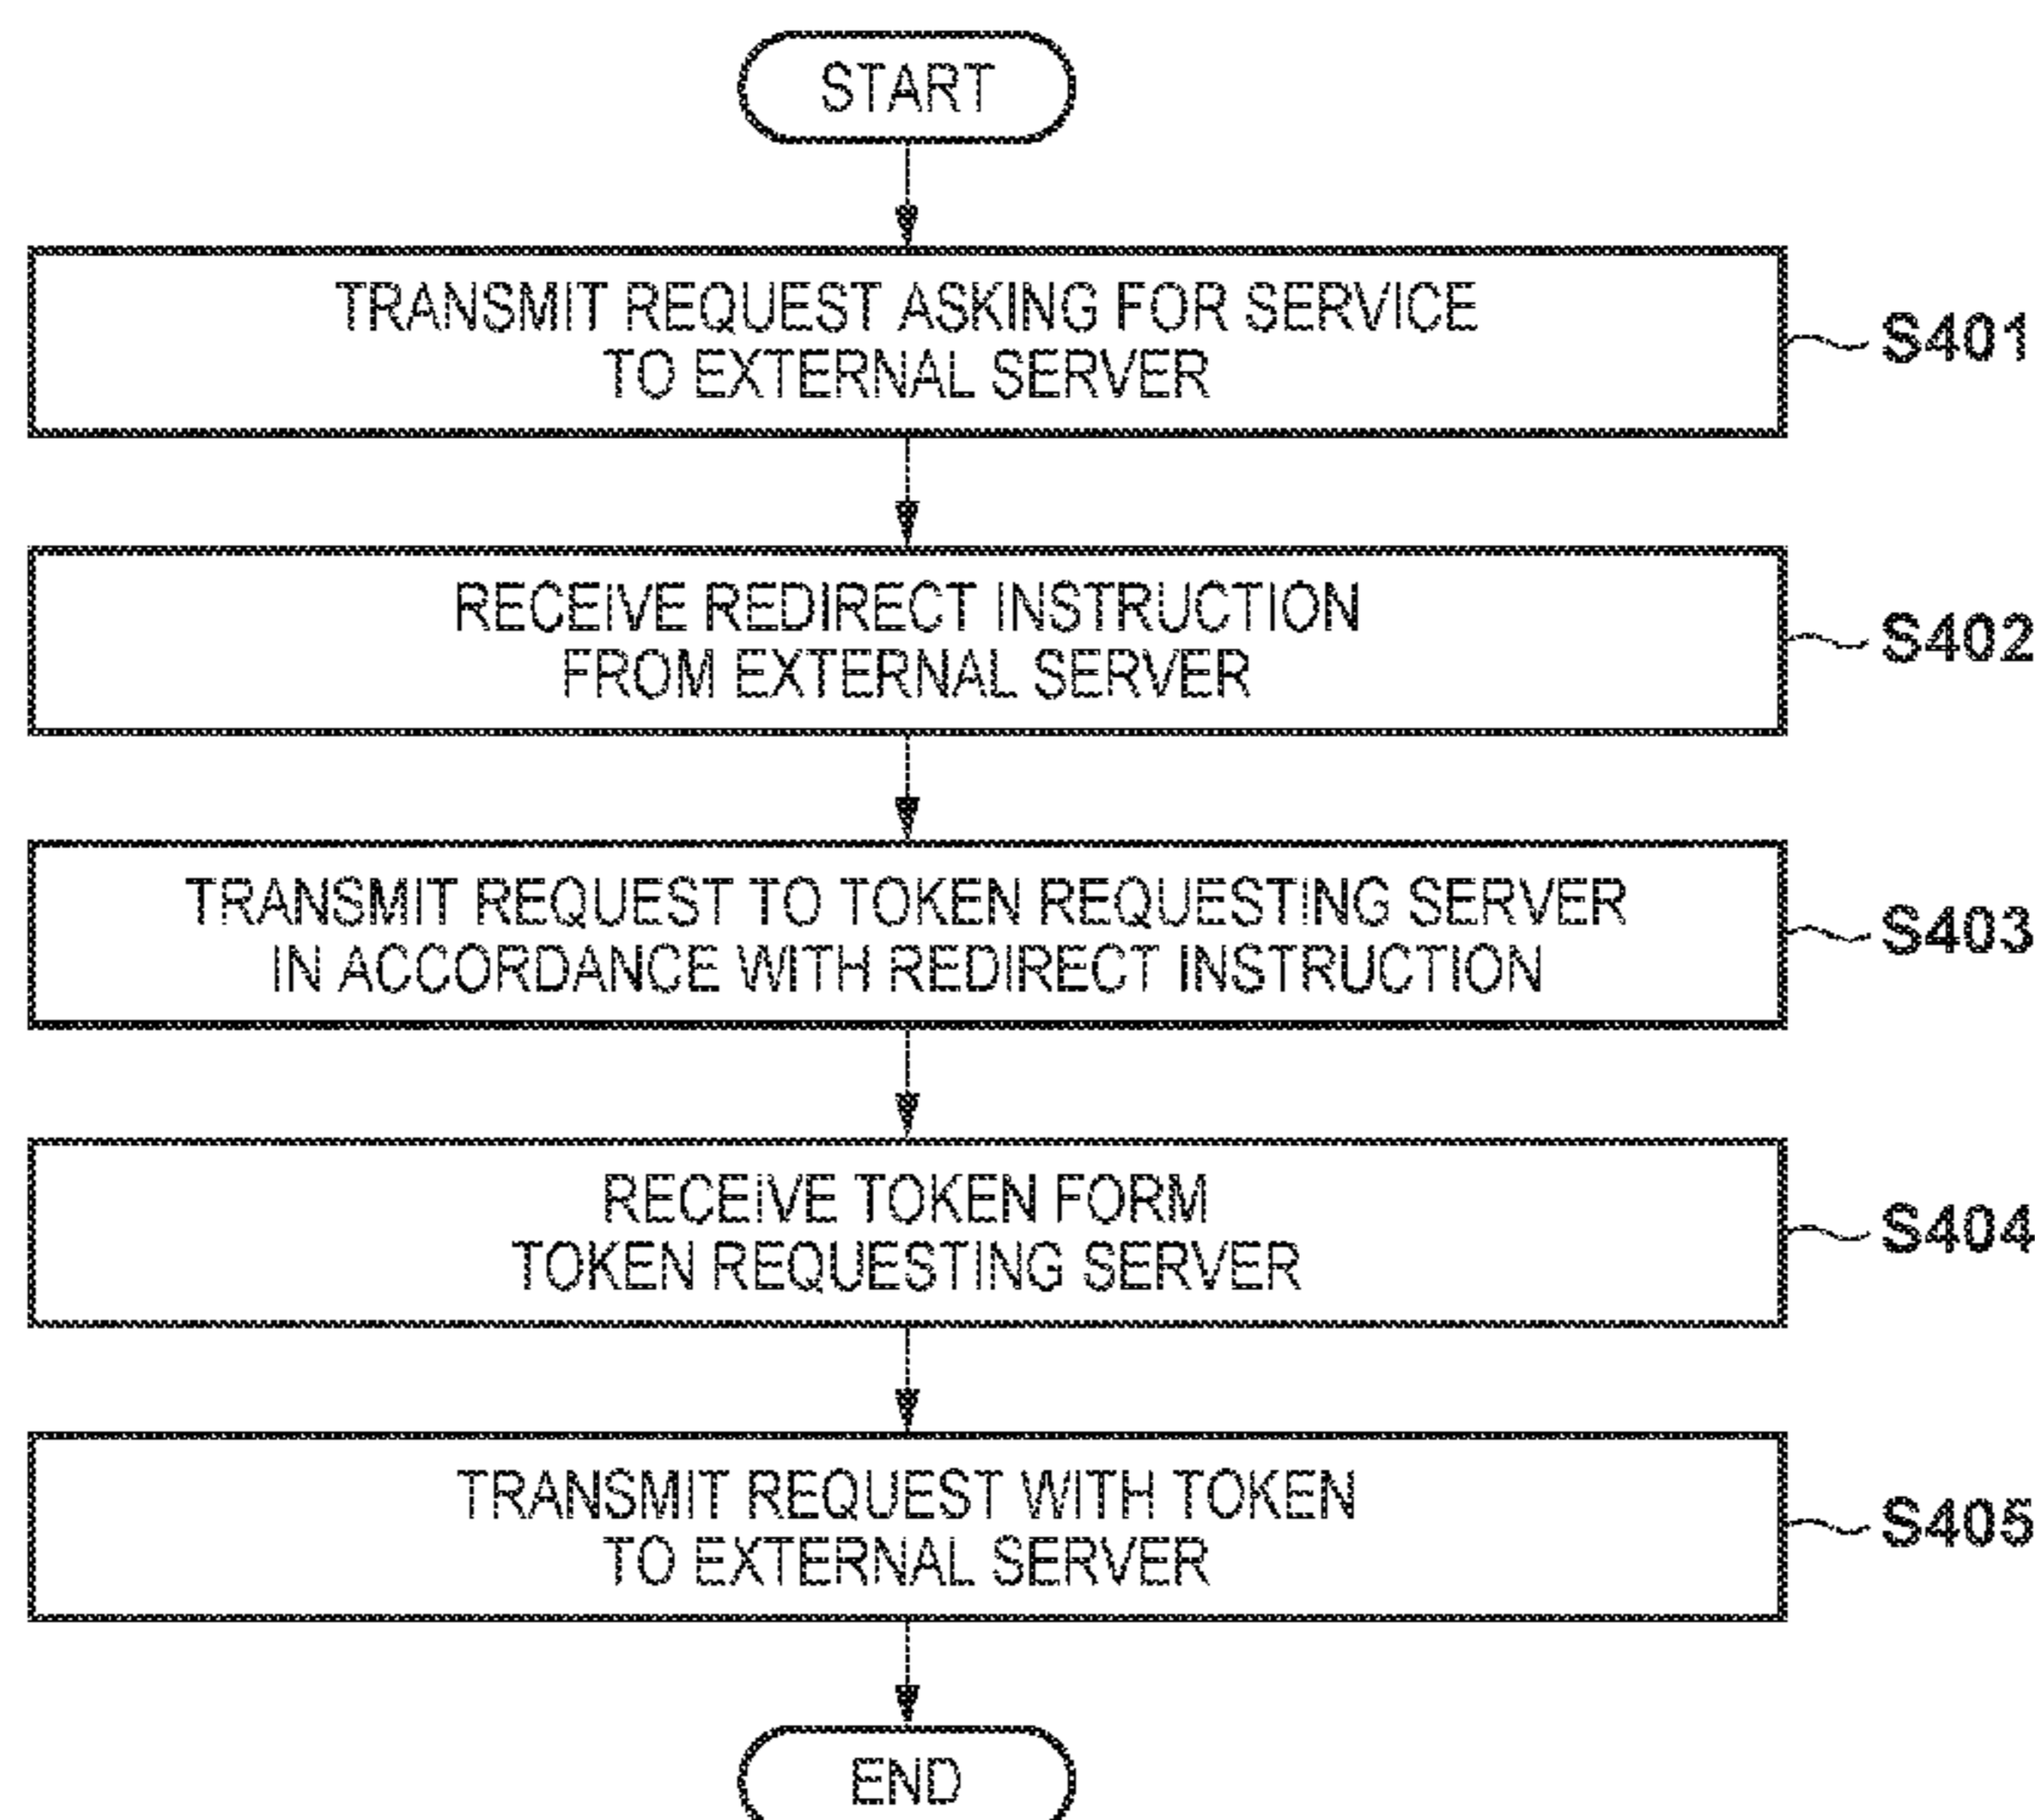 START
TRANSMIT REQUEST ASKING FOR SERVICE
TO EXTERNAL SERVER
S401
RECEIVE REDIRECT INSTRUCTION
FROM EXTERNAL SERVER
S402
TRANSMIT REQUEST TO TOKEN REQUESTING SERVER
IN ACCORDANCE WITH REDIRECT INSTRUCTION
S403
RECEIVE TOKEN FORM
TOKEN REQUESTING SERVER
S404
TRANSMIT REQUEST WITH TOKEN
TO EXTERNAL SERVER
S405
END